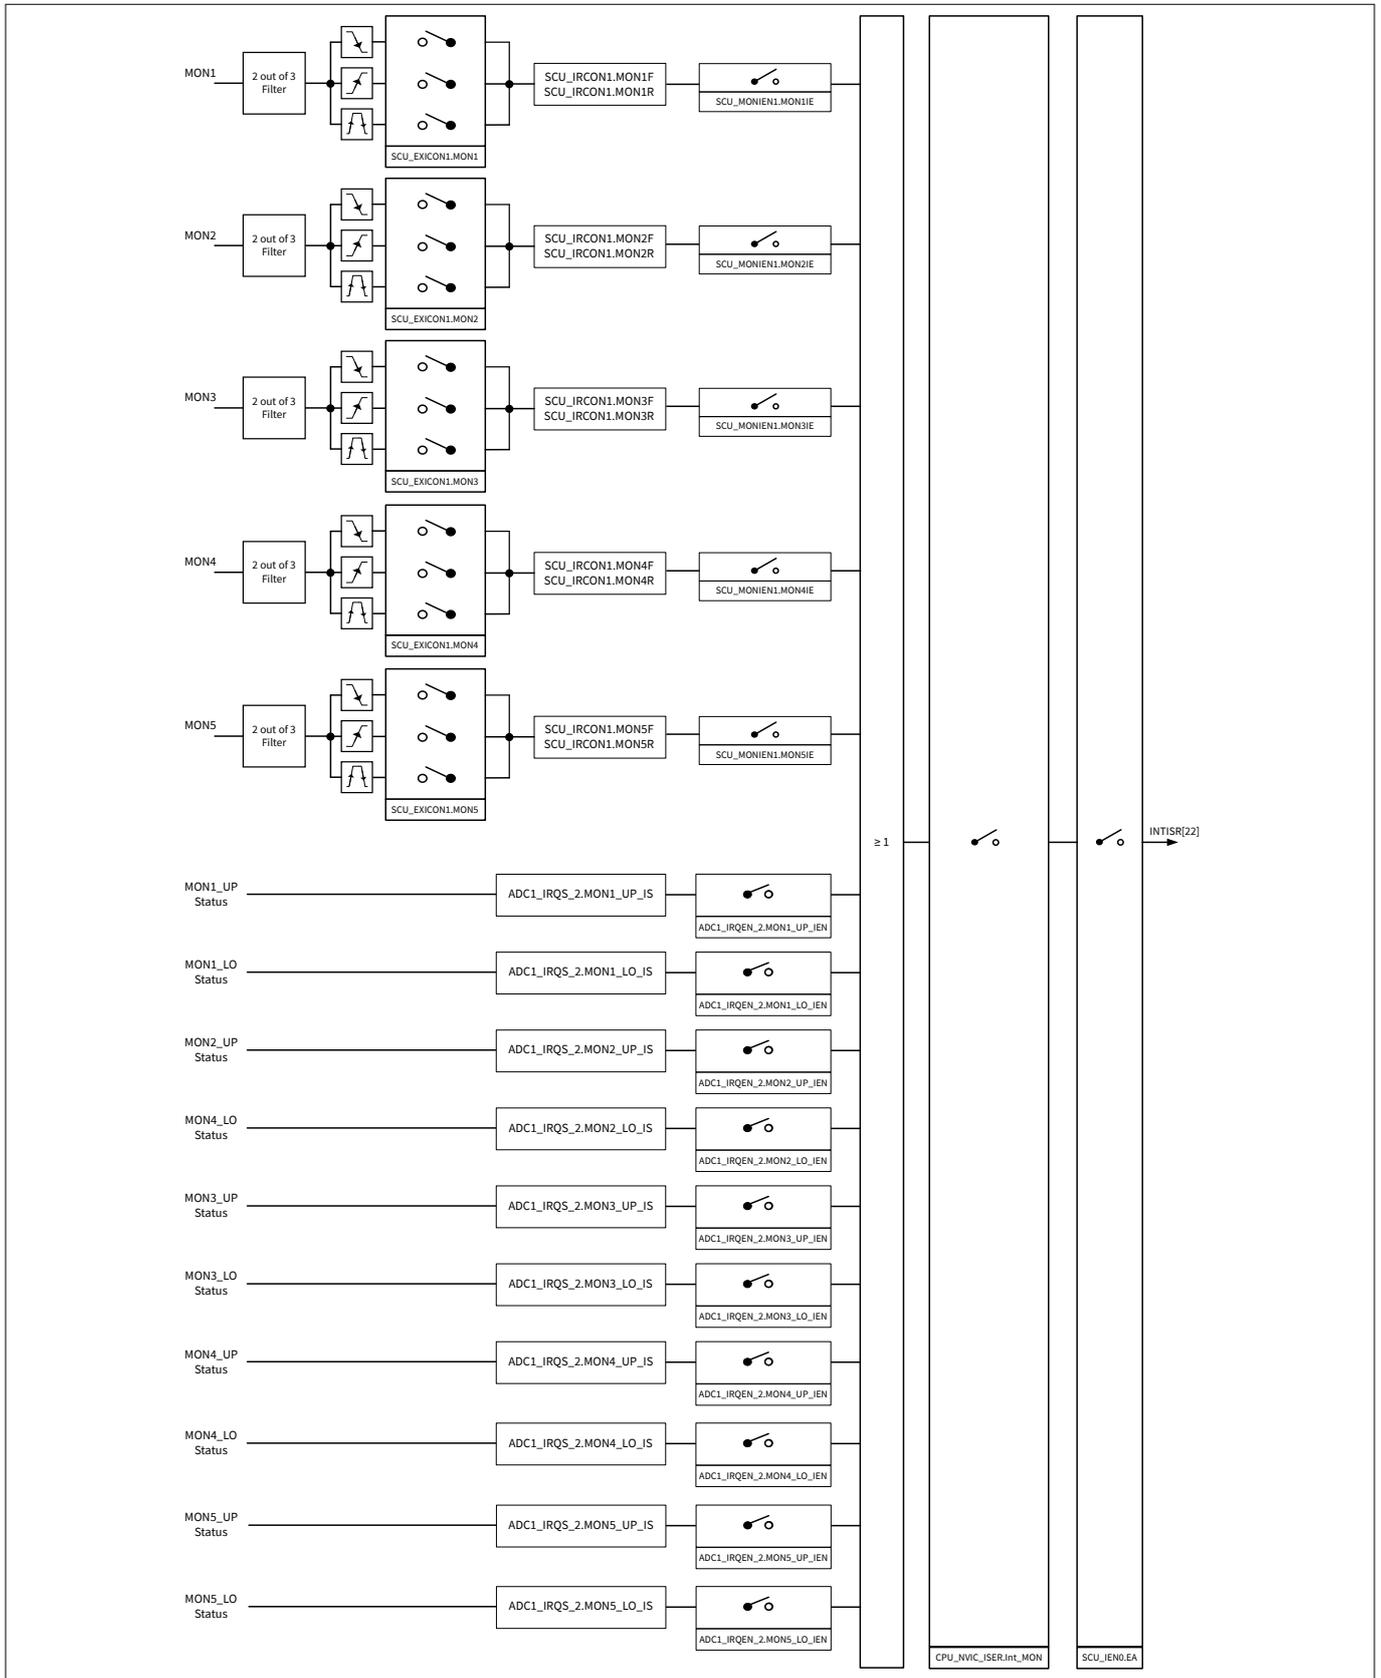 MON1
2 out of 3
Filter
SCU_EXICON1.MON1
SCU_IRCON1.MON1F
SCU_IRCON1.MON1R
SCU_MONIEN1.MON1IE
MON2
2 out of 3
Filter
SCU_EXICON1.MON2
SCU_IRCON1.MON2F
SCU_IRCON1.MON2R
SCU_MONIEN1.MON2IE
MON3
2 out of 3
Filter
SCU_EXICON1.MON3
SCU_IRCON1.MON3F
SCU_IRCON1.MON3R
SCU_MONIEN1.MON3IE
MON4
2 out of 3
Filter
SCU_EXICON1.MON4
SCU_IRCON1.MON4F
SCU_IRCON1.MON4R
SCU_MONIEN1.MON4IE
MON5
2 out of 3
Filter
SCU_EXICON1.MON5
SCU_IRCON1.MON5F
SCU_IRCON1.MON5R
SCU_MONIEN1.MON5IE
≥ 1
INTISR[22]
MON1_UP
Status
ADC1_IRQS_2.MON1_UP_IS
ADC1_IRQEN_2.MON1_UP_IEN
MON1_LO
Status
ADC1_IRQS_2.MON1_LO_IS
ADC1_IRQEN_2.MON1_LO_IEN
MON2_UP
Status
ADC1_IRQS_2.MON2_UP_IS
ADC1_IRQEN_2.MON2_UP_IEN
MON4_LO
Status
ADC1_IRQS_2.MON2_LO_IS
ADC1_IRQEN_2.MON2_LO_IEN
MON3_UP
Status
ADC1_IRQS_2.MON3_UP_IS
ADC1_IRQEN_2.MON3_UP_IEN
MON3_LO
Status
ADC1_IRQS_2.MON3_LO_IS
ADC1_IRQEN_2.MON3_LO_IEN
MON4_UP
Status
ADC1_IRQS_2.MON4_UP_IS
ADC1_IRQEN_2.MON4_UP_IEN
MON4_LO
Status
ADC1_IRQS_2.MON4_LO_IS
ADC1_IRQEN_2.MON4_LO_IEN
MON5_UP
Status
ADC1_IRQS_2.MON5_UP_IS
ADC1_IRQEN_2.MON5_UP_IEN
MON5_LO
Status
ADC1_IRQS_2.MON5_LO_IS
ADC1_IRQEN_2.MON5_LO_IEN
CPU_NVIC_ISER.Int_MON
SCU_IEN0.EA